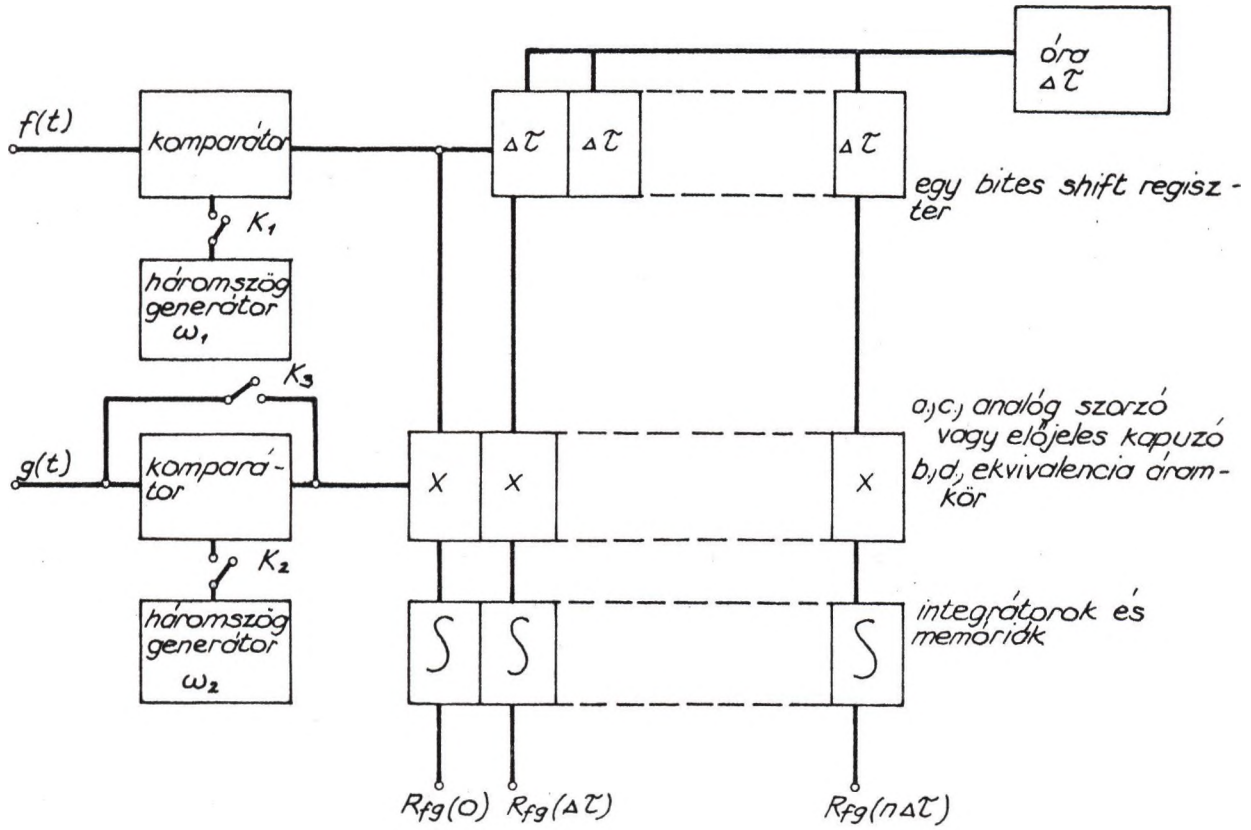 óra
Δτ
f(t)
komparátor
Δτ
Δτ
Δτ
egy bites shift regisz-
ter
K₁
háromszög
generátor
ω₁
K₃
a.,c., analóg szorzó
vagy előjeles kapuzó
b.,d., ekvivalencia áram-
kör
g(t)
kompará-
tor
x
x
x
K₂
háromszög
generátor
ω₂
∫
∫
∫
integrátorok és
memóriák
Rfg(0)
Rfg(Δτ)
Rfg(nΔτ)